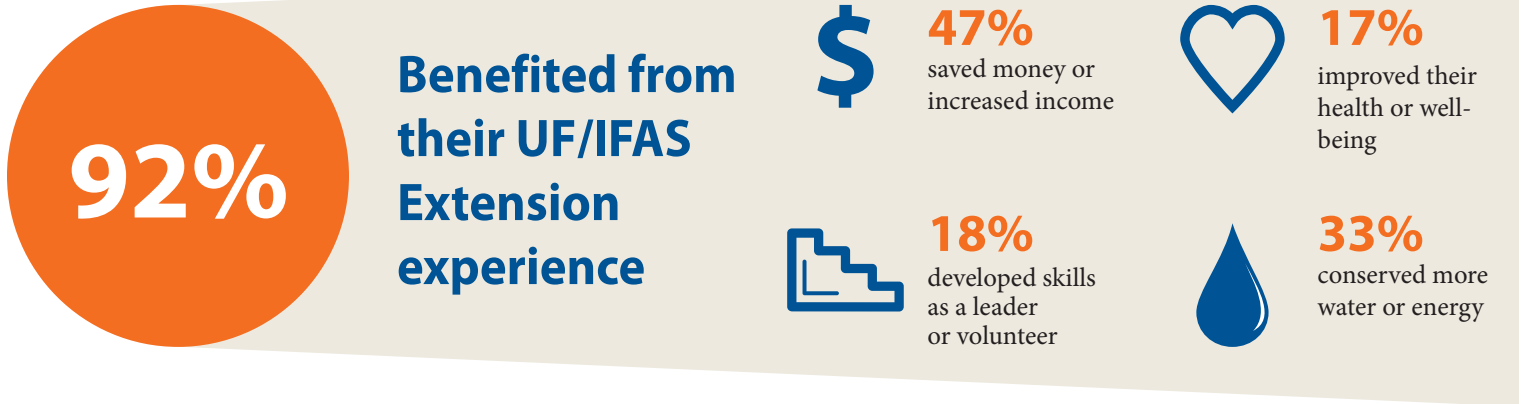 92%
Benefited from
their UF/IFAS
Extension
experience
47%
saved money or
increased income
17%
improved their
health or well-
being
18%
developed skills
as a leader
or volunteer
33%
conserved more
water or energy